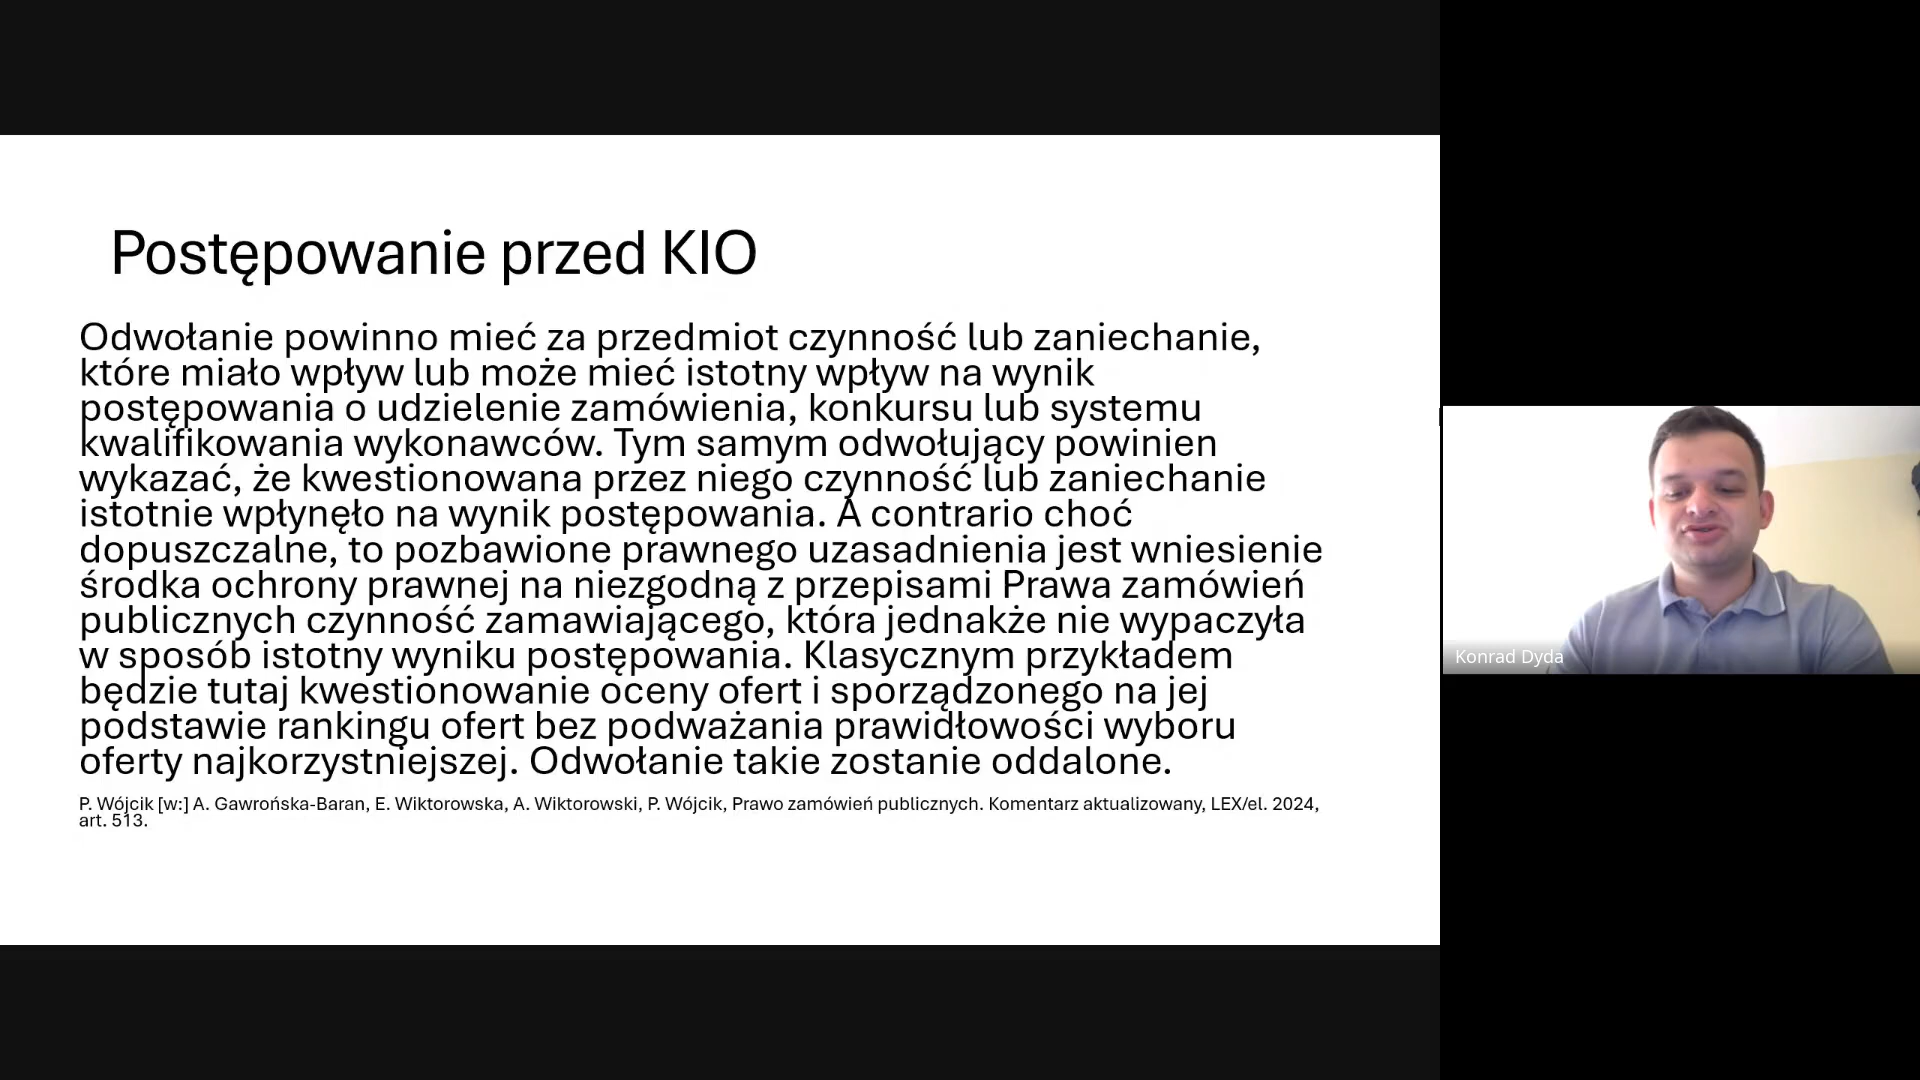 Postępowanie przed KIO
Odwołanie powinno mieć za przedmiot czynność lub zaniechanie,
które miało wpływ lub może mieć istotny wpływ na wynik
postępowania o udzielenie zamówienia, konkursu lub systemu
kwalifikowania wykonawców. Tym samym odwołujący powinien
wykazać, że kwestionowana przez niego czynność lub zaniechanie
istotnie wpłynęło na wynik postępowania. A contrario choć
dopuszczalne, to pozbawione prawnego uzasadnienia jest wniesienie
środka ochrony prawnej na niezgodną z przepisami Prawa zamówień
publicznych czynność zamawiającego, która jednakże nie wypaczyła
w sposób istotny wyniku postępowania. Klasycznym przykładem
będzie tutaj kwestionowanie oceny ofert i sporządzonego na jej
podstawie rankingu ofert bez podważania prawidłowości wyboru
oferty najkorzystniejszej. Odwołanie takie zostanie oddalone.
P. Wójcik [w:] A. Gawrońska-Baran, E. Wiktorowska, A. Wiktorowski, P. Wójcik, Prawo zamówień publicznych. Komentarz aktualizowany, LEX/el. 2024,
art. 513.
Konrad Dyda